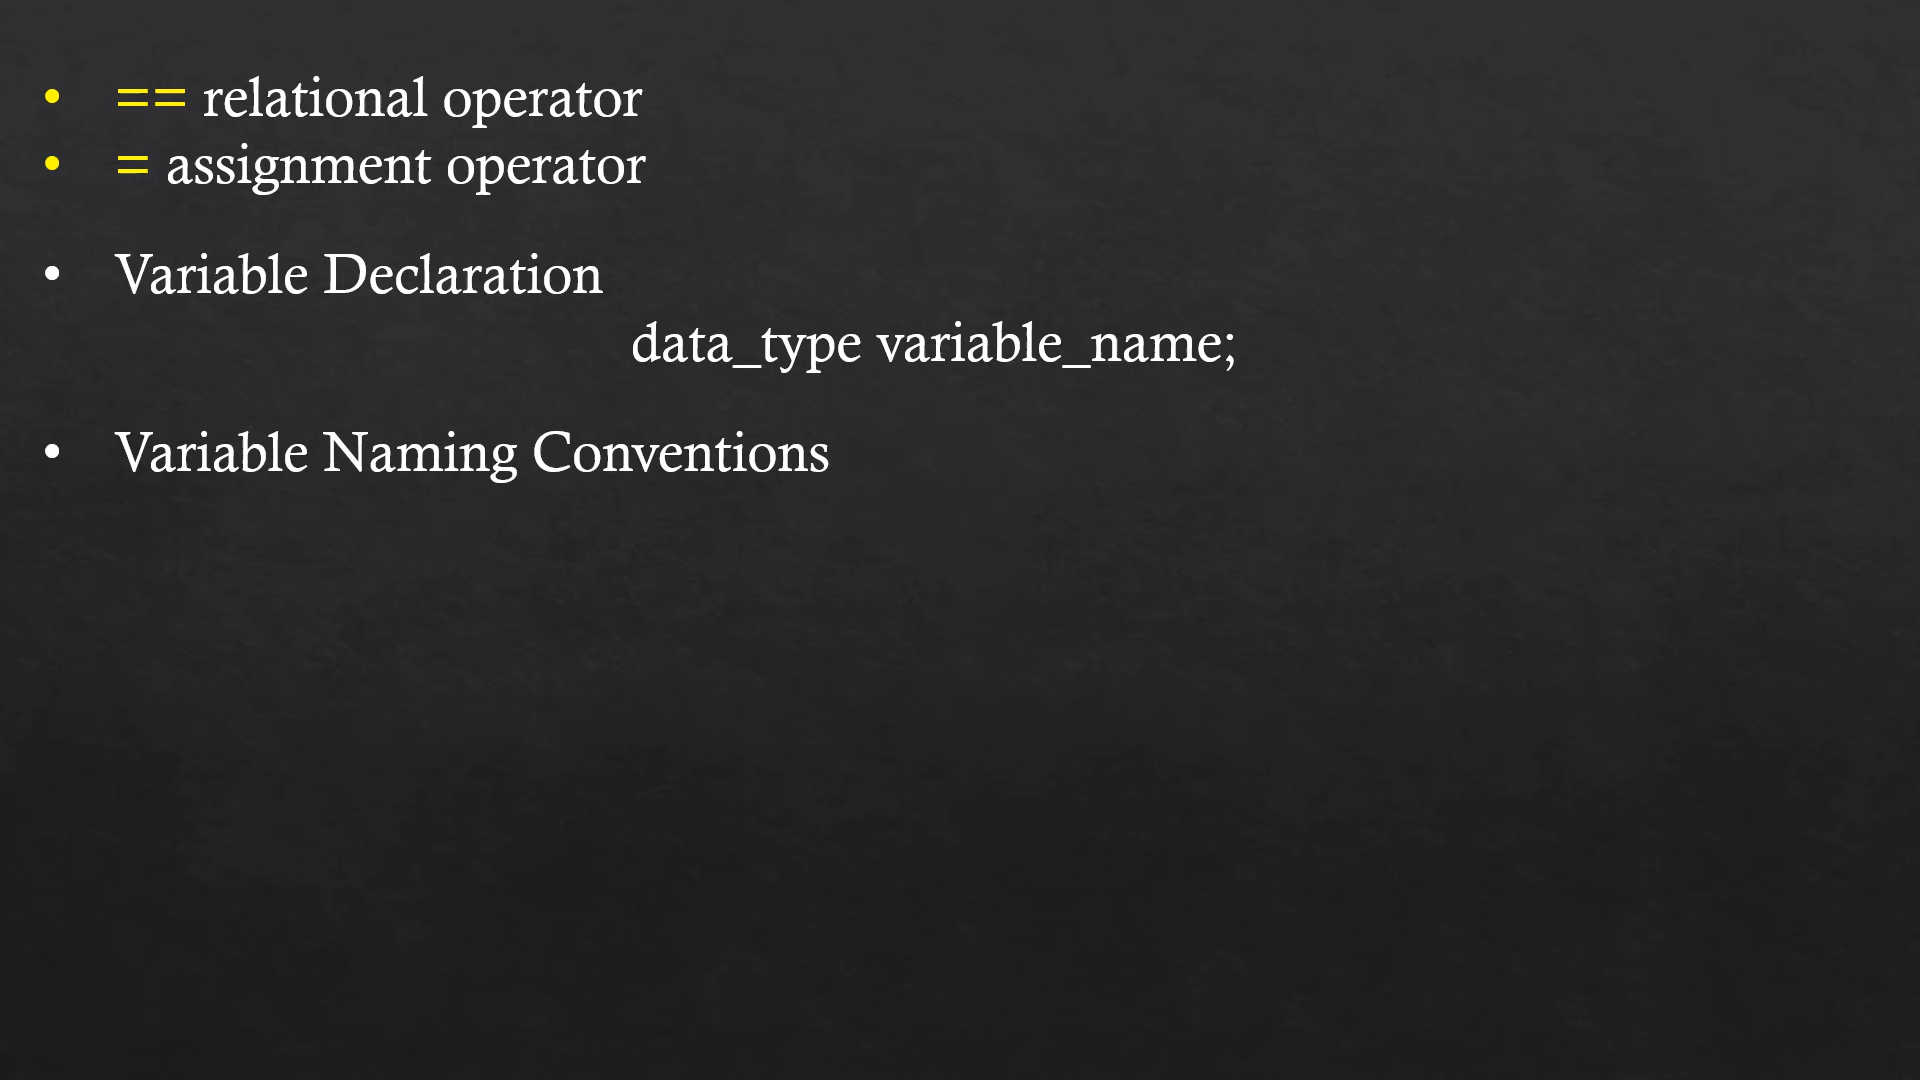 • == relational operator
• = assignment operator
• Variable Declaration
data_type variable_name;
• Variable Naming Conventions